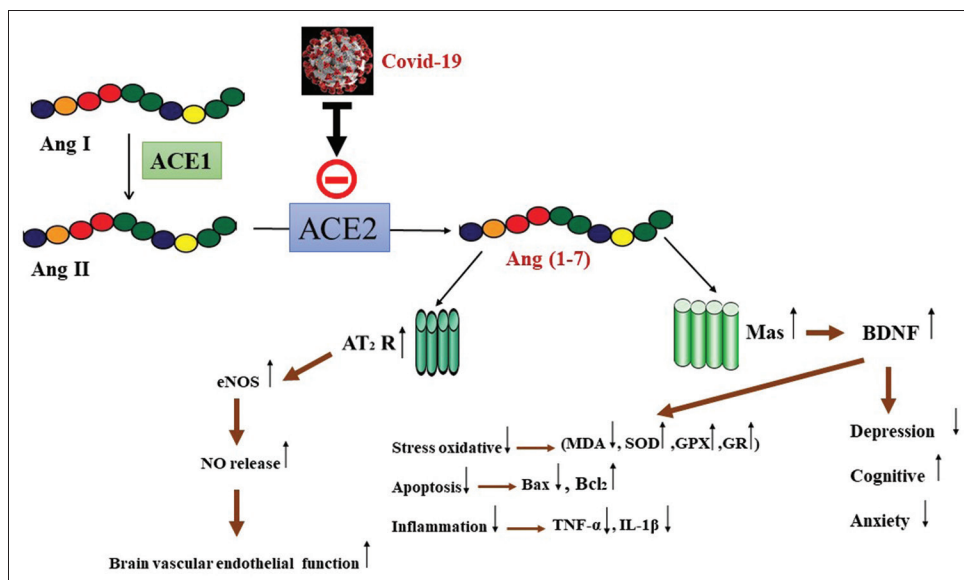 Covid-19
Ang I
ACE1
ACE2
Ang II
Ang (1-7)
AT₂ R↑
Mas↑
BDNF ↑
eNOS↑
NO release↑
Brain vascular endothelial function↑
Stress oxidative↓ → (MDA↓, SOD↑,GPX↑,GR↑)
Apoptosis↓ → Bax↓, Bcl₂↑
Inflammation↓ → TNF-α↓, IL-1β↓
Depression ↓
Cognitive ↑
Anxiety ↓